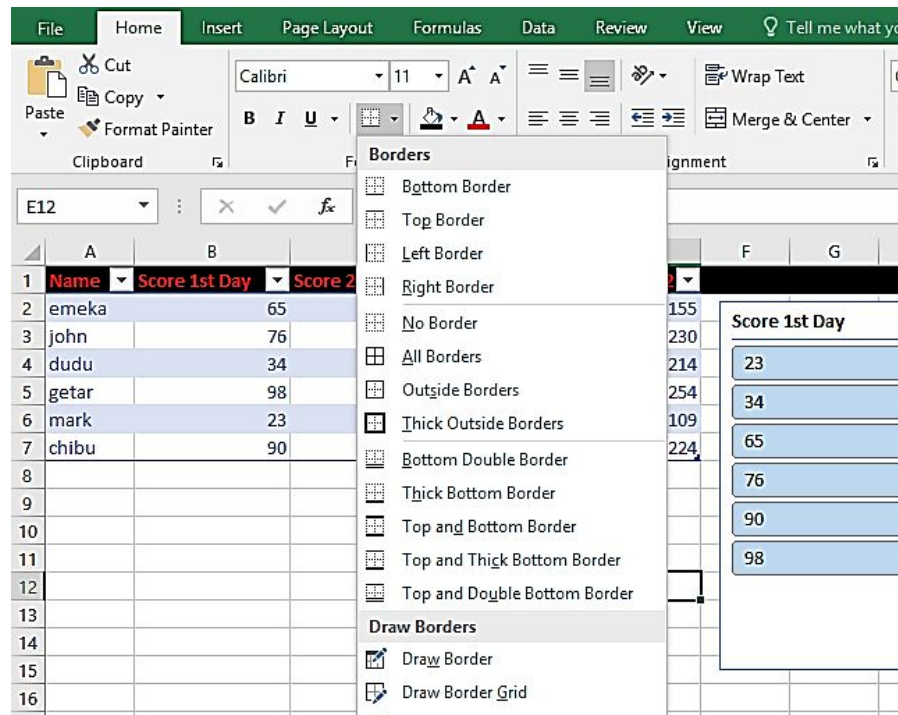 File Home Insert Page Layout Formulas Data Review View Tell me what yo
Cut
Copy
Format Painter
Paste
Clipboard
Calibri 11 A A
B I U A
Wrap Text
Merge & Center
ignment
E12 fx
Borders
Bottom Border
Top Border
Left Border
Right Border
No Border
All Borders
Outside Borders
Thick Outside Borders
Bottom Double Border
Thick Bottom Border
Top and Bottom Border
Top and Thick Bottom Border
Top and Double Bottom Border
Draw Borders
Draw Border
Draw Border Grid
A B F G
1 Name Score 1st Day Score 2
2 emeka 65 155
3 john 76 230
4 dudu 34 214
5 getar 98 254
6 mark 23 109
7 chibu 90 224
8
9
10
11
12
13
14
15
16
Score 1st Day
23
34
65
76
90
98